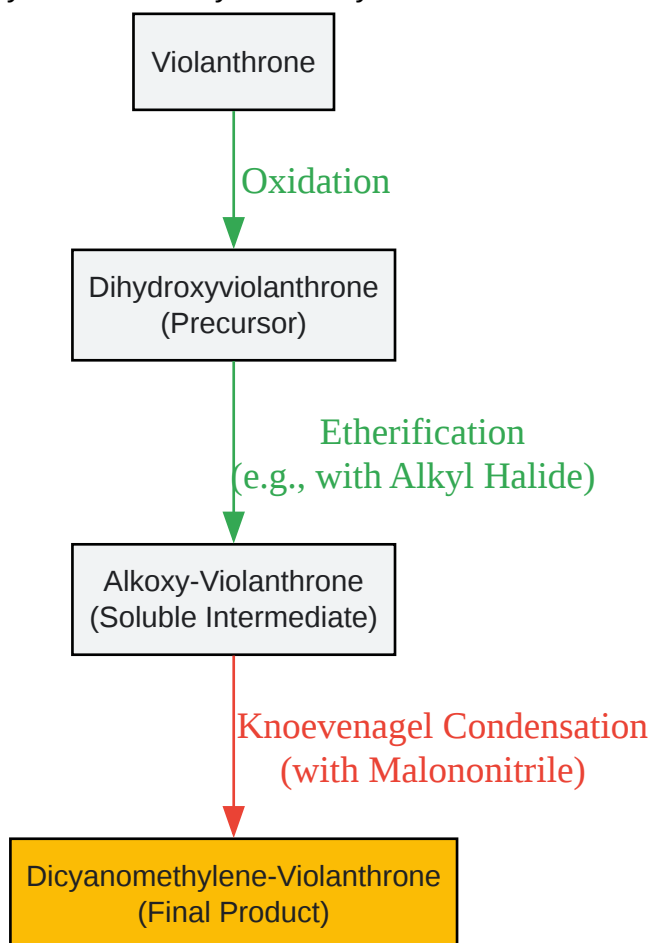 Violanthrone
Oxidation
Dihydroxyviolanthrone
(Precursor)
Etherification
(e.g., with Alkyl Halide)
Alkoxy-Violanthrone
(Soluble Intermediate)
Knoevenagel Condensation
(with Malononitrile)
Dicyanomethylene-Violanthrone
(Final Product)